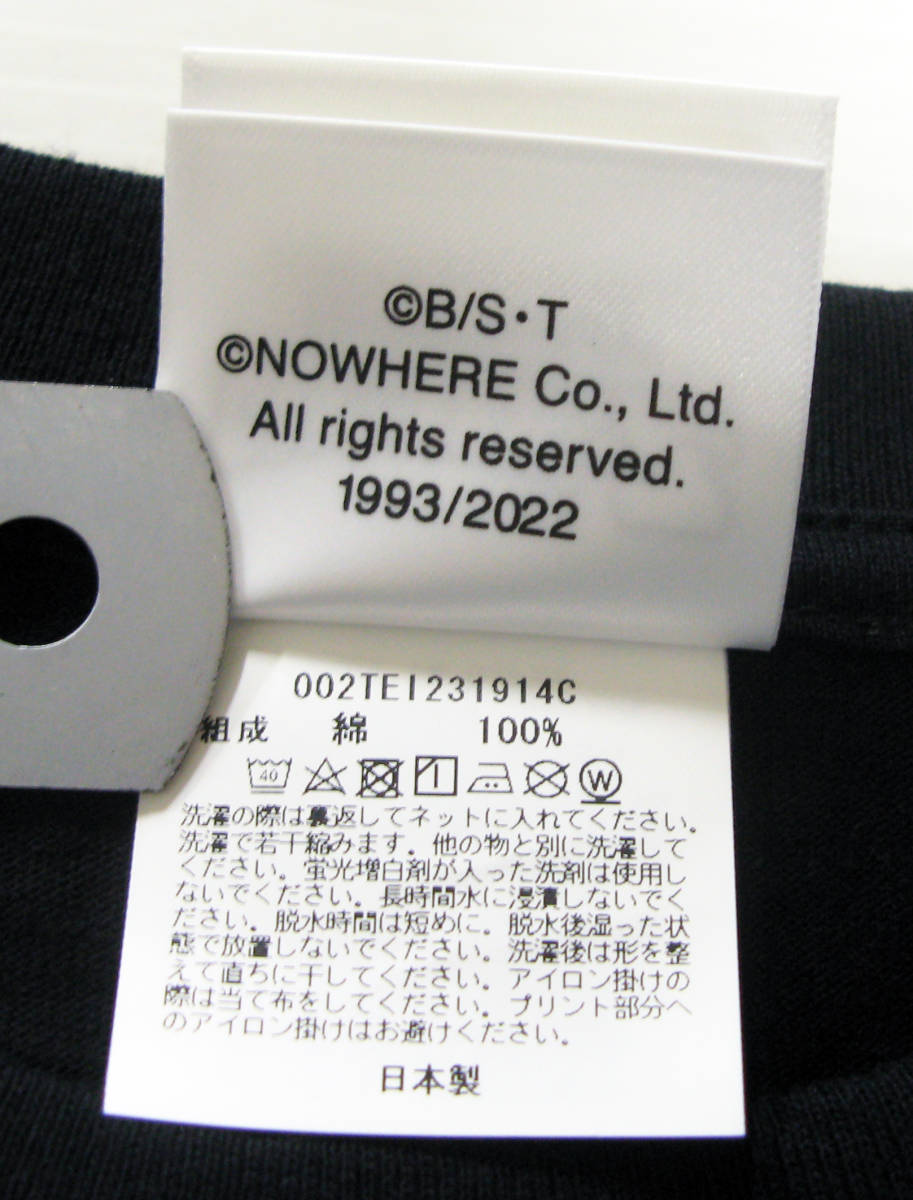 ©B/S・T
©NOWHERE Co., Ltd.
All rights reserved.
1993/2022
002TEI231914C
組成 綿 100%
40 W
洗濯の際は裏返してネットに入れてください。
洗濯で若干縮みます。他の物と別に洗濯して
ください。蛍光増白剤が入った洗剤は使用し
ないでください。長時間水に浸漬しないでく
ださい。脱水時間は短めに。脱水後湿った状
態で放置しないでください。洗濯後は形を整
えて直ちに干してください。アイロン掛けの
際は当て布をしてください。プリント部分へ
のアイロン掛けはお避けください。
日本製